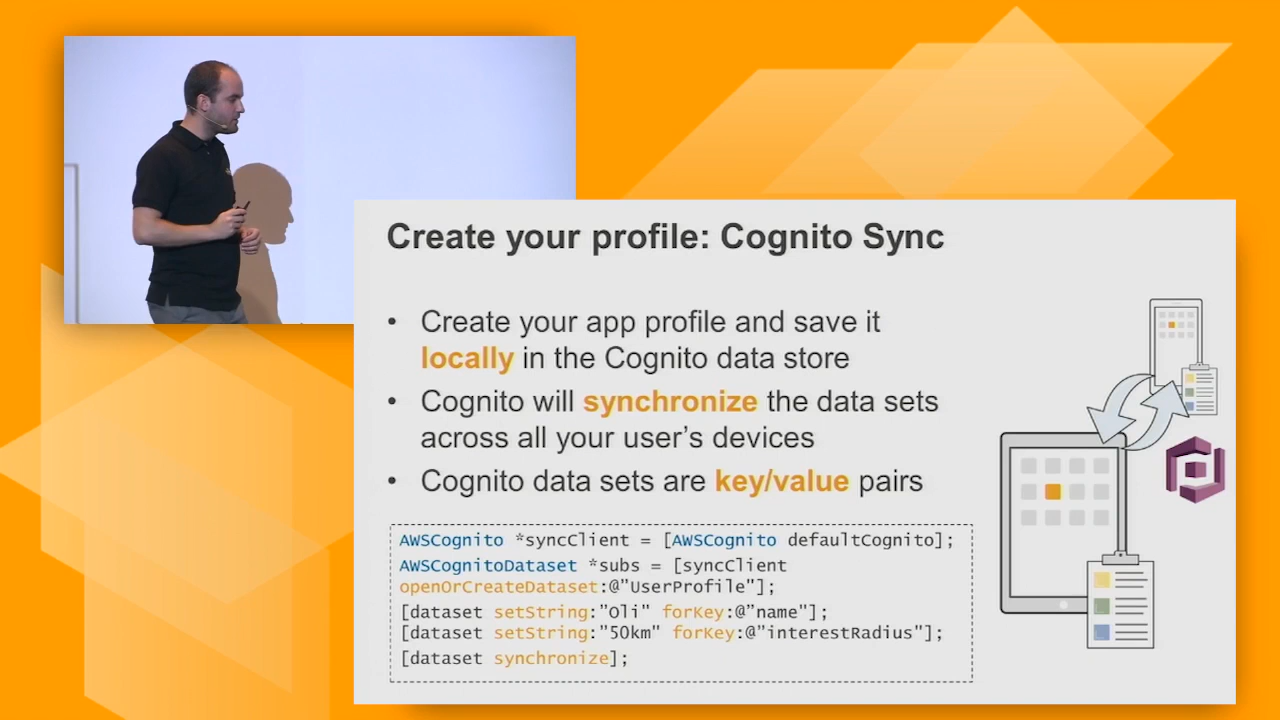 Create your profile: Cognito Sync
• Create your app profile and save it
locally in the Cognito data store
• Cognito will synchronize the data sets
across all your user’s devices
• Cognito data sets are key/value pairs
AWSCognito *syncClient = [AWSCognito defaultCognito];
AWSCognitoDataset *subs = [syncClient
openOrCreateDataset:@”UserProfile”];
[dataset setString:”Oli” forKey:@”name”];
[dataset setString:”50km” forKey:@”interestRadius”];
[dataset synchronize];